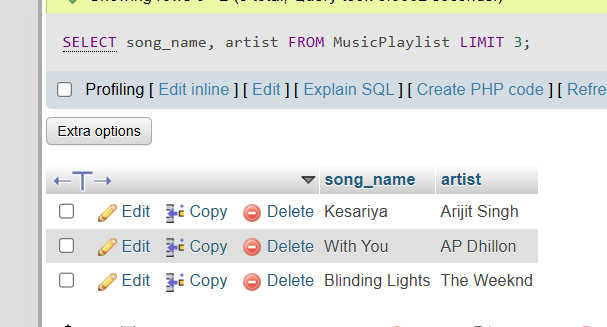 SELECT song_name, artist FROM MusicPlaylist LIMIT 3;
Profiling [ Edit inline ] [ Edit ] [ Explain SQL ] [ Create PHP code ] [
Extra options
song_name artist
Edit Copy Delete Kesariya Arijit Singh
Edit Copy Delete With You AP Dhillon
Edit Copy Delete Blinding Lights The Weeknd